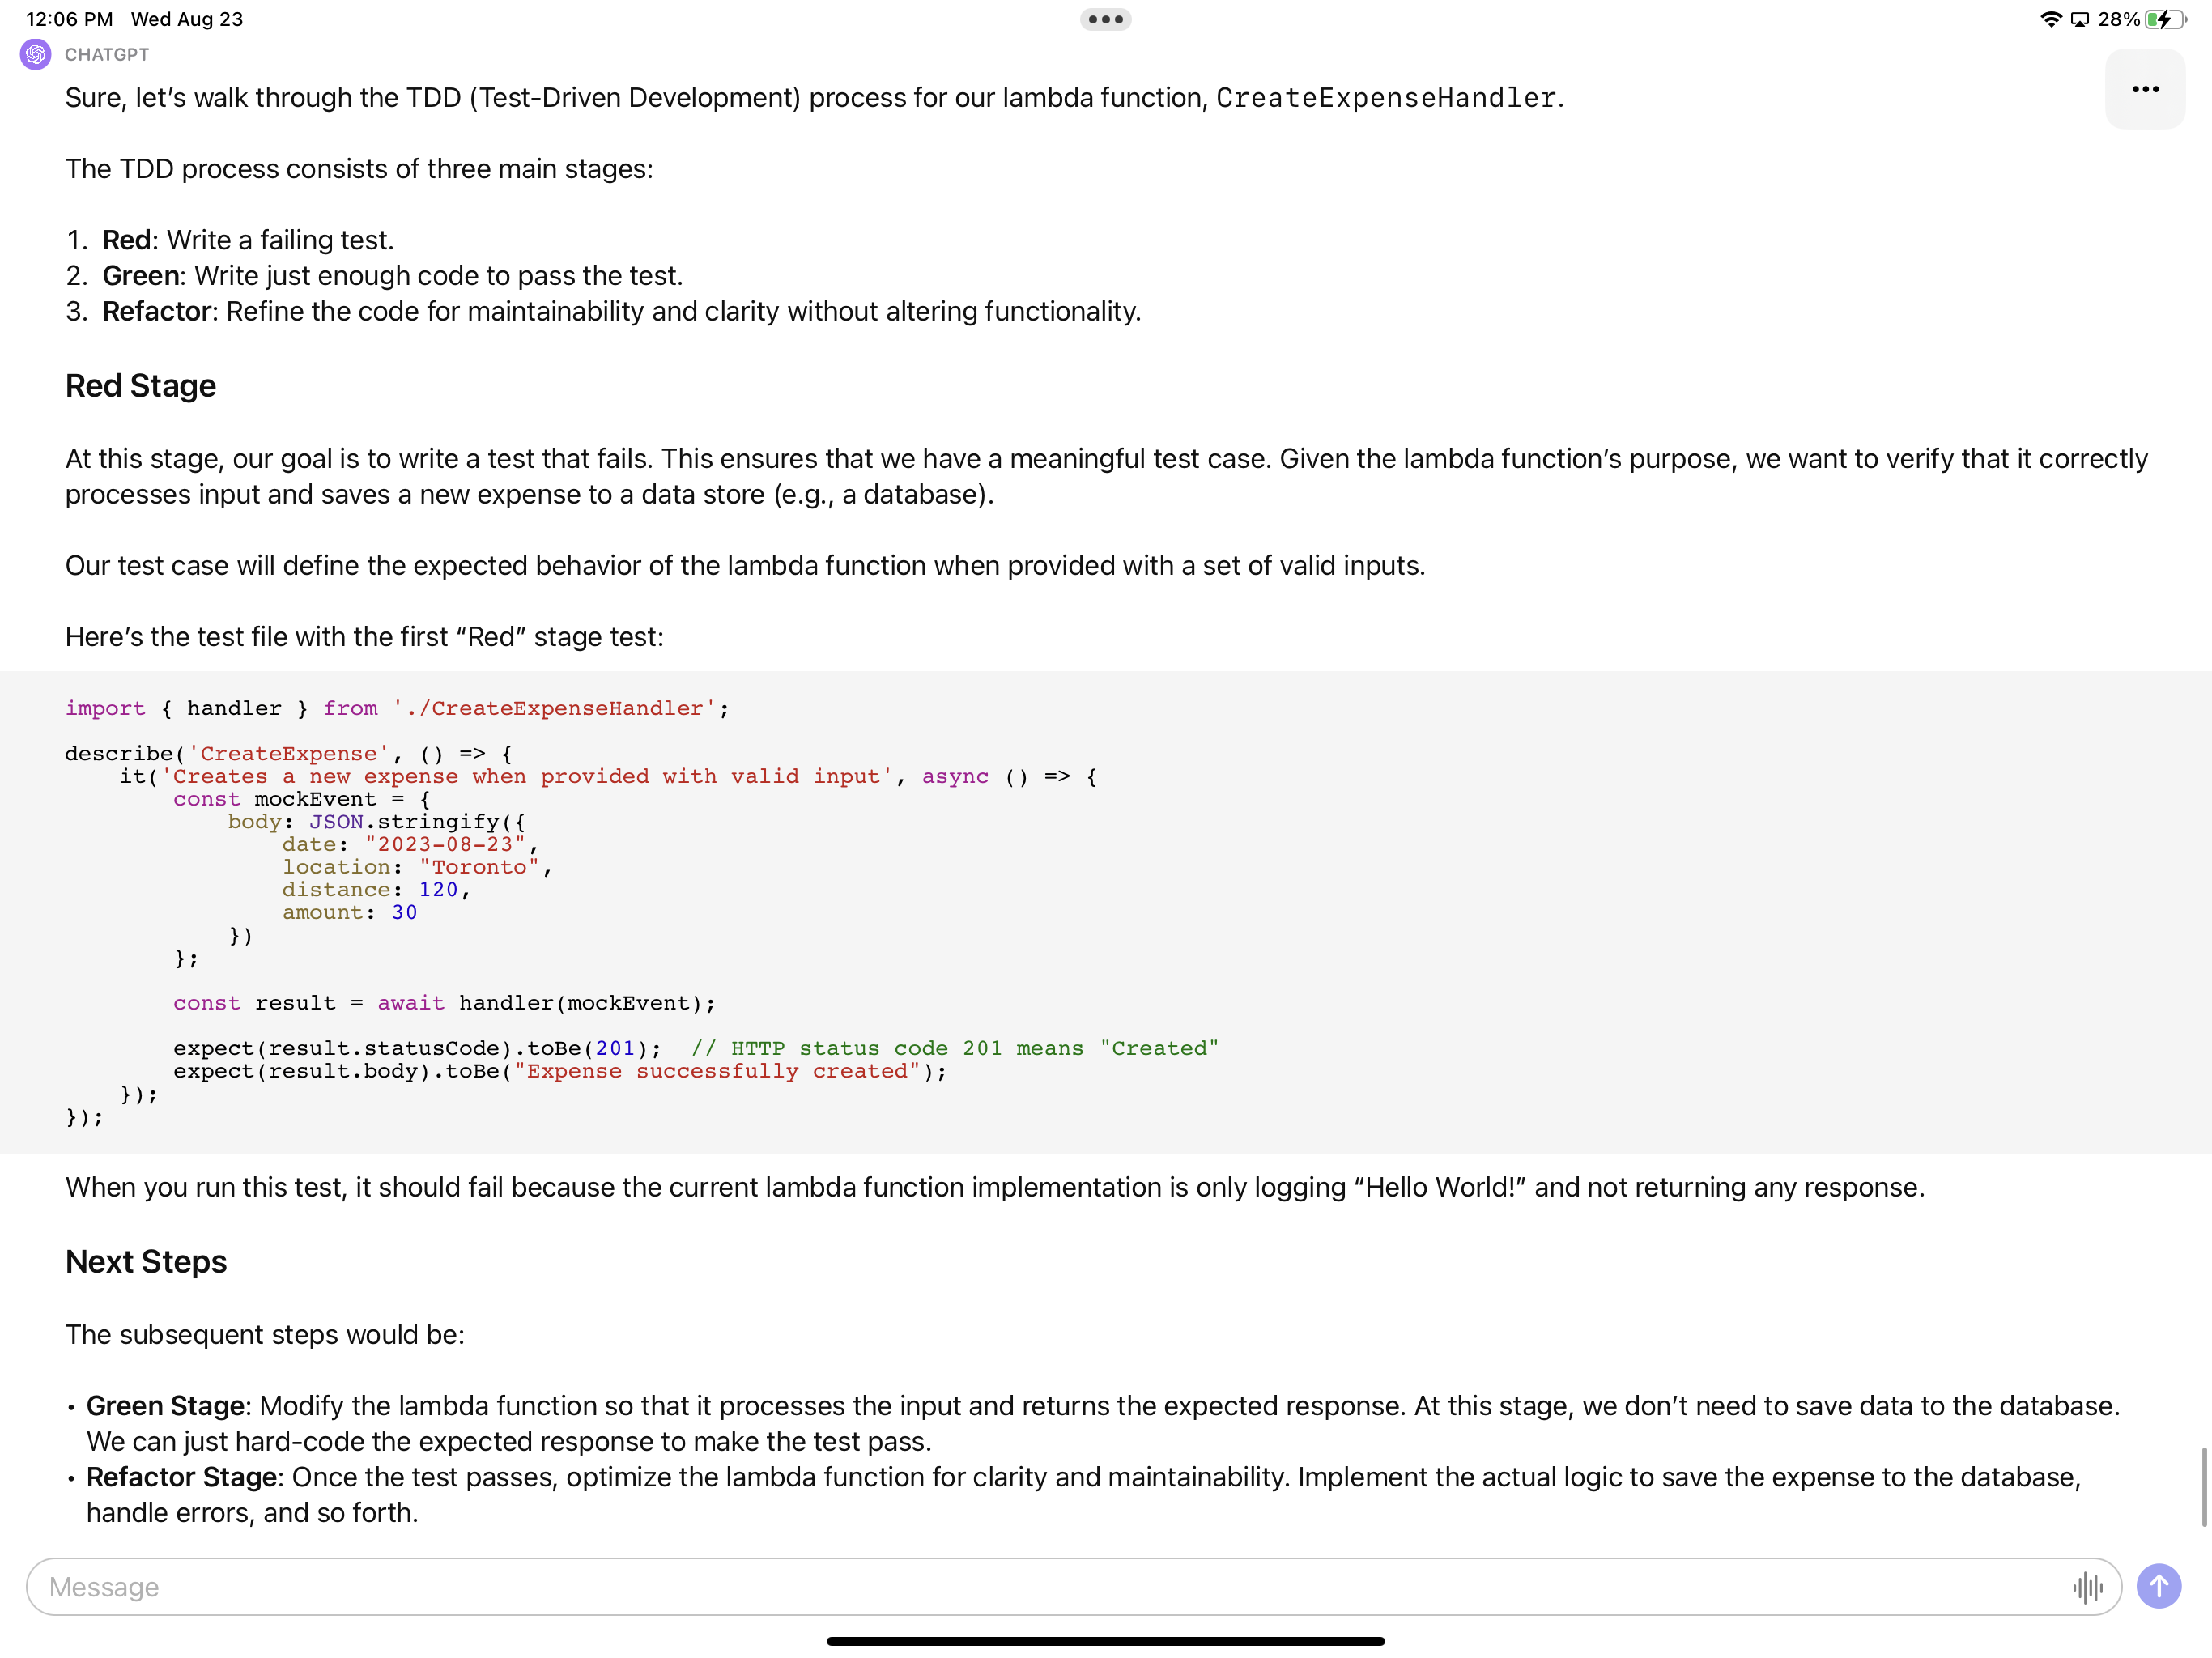 12:06 PM Wed Aug 23
28%
CHATGPT
Sure, let’s walk through the TDD (Test-Driven Development) process for our lambda function, CreateExpenseHandler.
The TDD process consists of three main stages:
1. Red: Write a failing test.
2. Green: Write just enough code to pass the test.
3. Refactor: Refine the code for maintainability and clarity without altering functionality.
Red Stage
At this stage, our goal is to write a test that fails. This ensures that we have a meaningful test case. Given the lambda function’s purpose, we want to verify that it correctly
processes input and saves a new expense to a data store (e.g., a database).
Our test case will define the expected behavior of the lambda function when provided with a set of valid inputs.
Here’s the test file with the first “Red” stage test:
import { handler } from './CreateExpenseHandler';
describe('CreateExpense', () => {
    it('Creates a new expense when provided with valid input', async () => {
        const mockEvent = {
            body: JSON.stringify({
                date: "2023-08-23",
                location: "Toronto",
                distance: 120,
                amount: 30
            })
        };
        const result = await handler(mockEvent);
        expect(result.statusCode).toBe(201);  // HTTP status code 201 means "Created"
        expect(result.body).toBe("Expense successfully created");
    });
});
When you run this test, it should fail because the current lambda function implementation is only logging “Hello World!” and not returning any response.
Next Steps
The subsequent steps would be:
• Green Stage: Modify the lambda function so that it processes the input and returns the expected response. At this stage, we don’t need to save data to the database.
We can just hard-code the expected response to make the test pass.
• Refactor Stage: Once the test passes, optimize the lambda function for clarity and maintainability. Implement the actual logic to save the expense to the database,
handle errors, and so forth.
Message